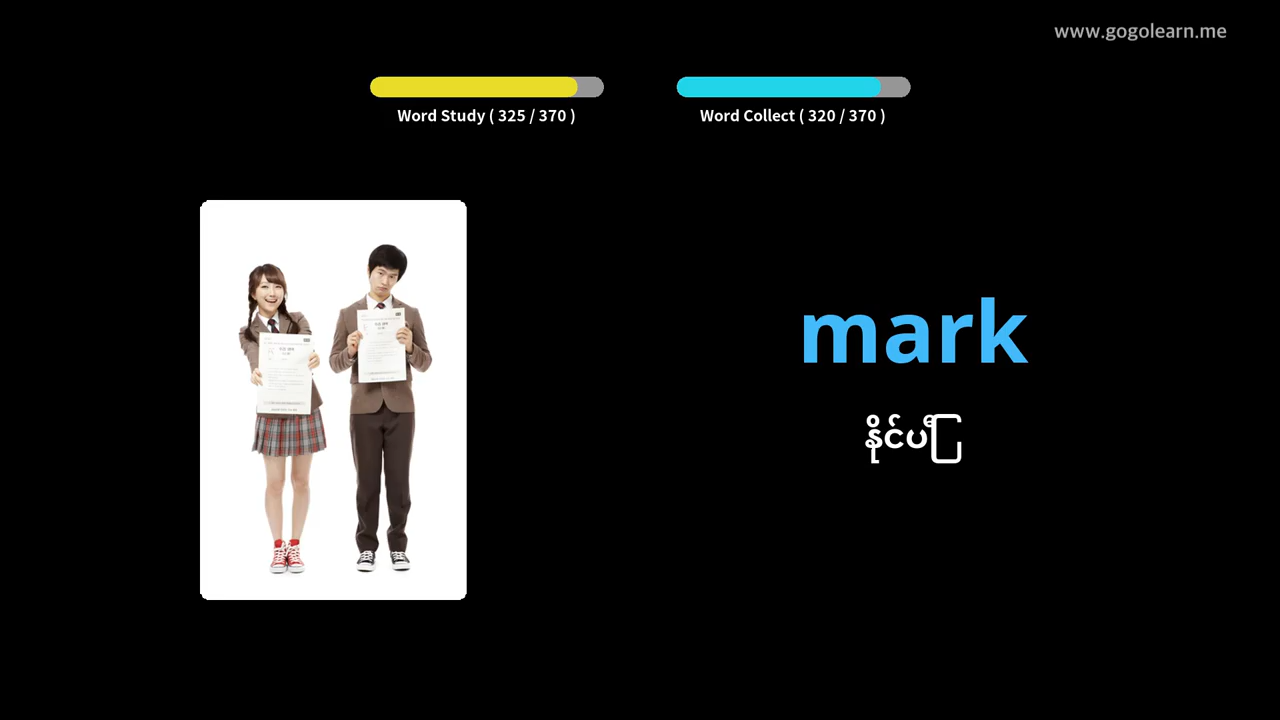 www.gogolearn.me
Word Study ( 325 / 370 )
Word Collect ( 320 / 370 )
mark
နိုင်ပြီ